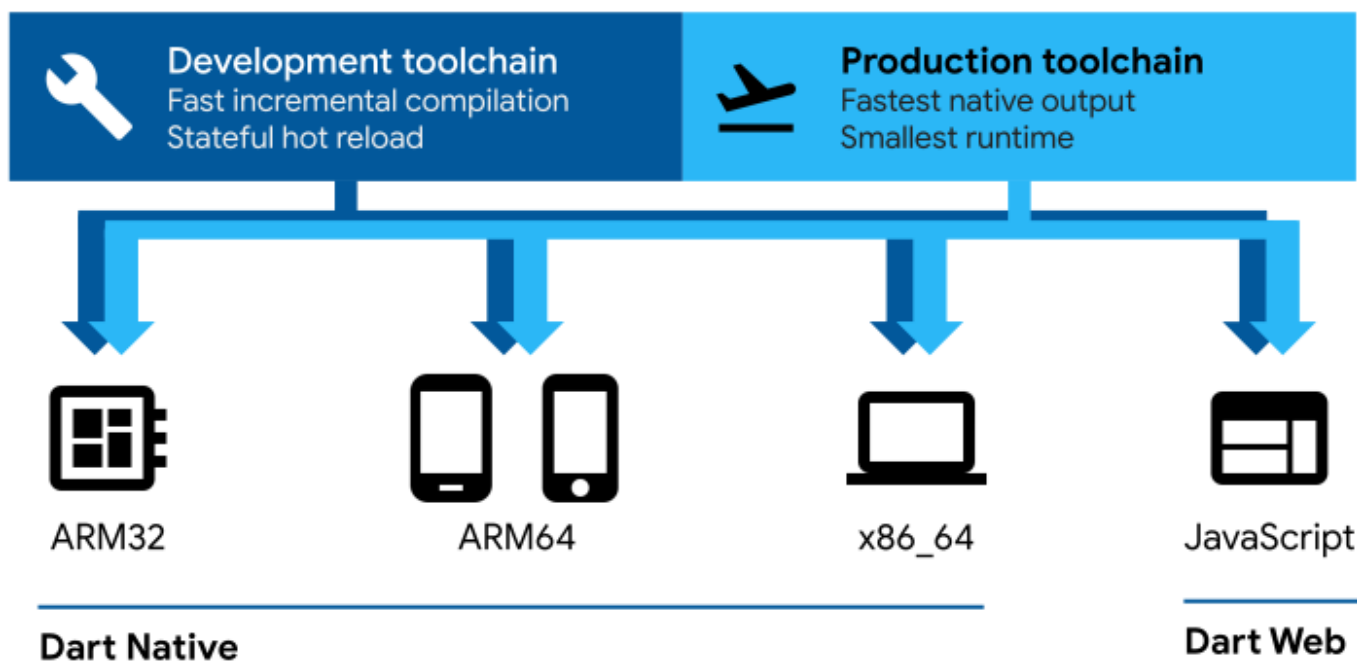 Development toolchain
Fast incremental compilation
Stateful hot reload
Production toolchain
Fastest native output
Smallest runtime
ARM32
ARM64
x86_64
JavaScript
Dart Native
Dart Web